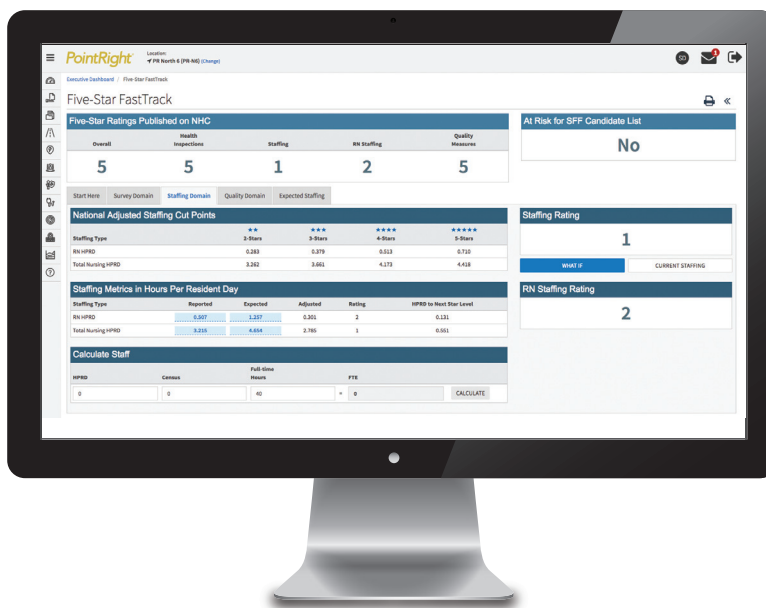 PointRight
Location:
PR North 6 (PR-N6) (Change)
SD
1
Executive Dashboard / Five-Star FastTrack
Five-Star FastTrack
Five-Star Ratings Published on NHC
Overall Health Inspections Staffing RN Staffing Quality Measures
5 5 1 2 5
At Risk for SFF Candidate List
No
Start Here Survey Domain Staffing Domain Quality Domain Expected Staffing
National Adjusted Staffing Cut Points
★★ ★★★ ★★★★ ★★★★★
Staffing Type 2-Stars 3-Stars 4-Stars 5-Stars
RN HPRD 0.283 0.379 0.513 0.710
Total Nursing HPRD 3.262 3.661 4.173 4.418
Staffing Rating
1
WHAT IF CURRENT STAFFING
Staffing Metrics in Hours Per Resident Day
Staffing Type Reported Expected Adjusted Rating HPRD to Next Star Level
RN HPRD 0.507 1.257 0.301 2 0.131
Total Nursing HPRD 3.215 4.654 2.785 1 0.551
RN Staffing Rating
2
Calculate Staff
HPRD Census Full-time Hours FTE
0 0 40 = 0 CALCULATE